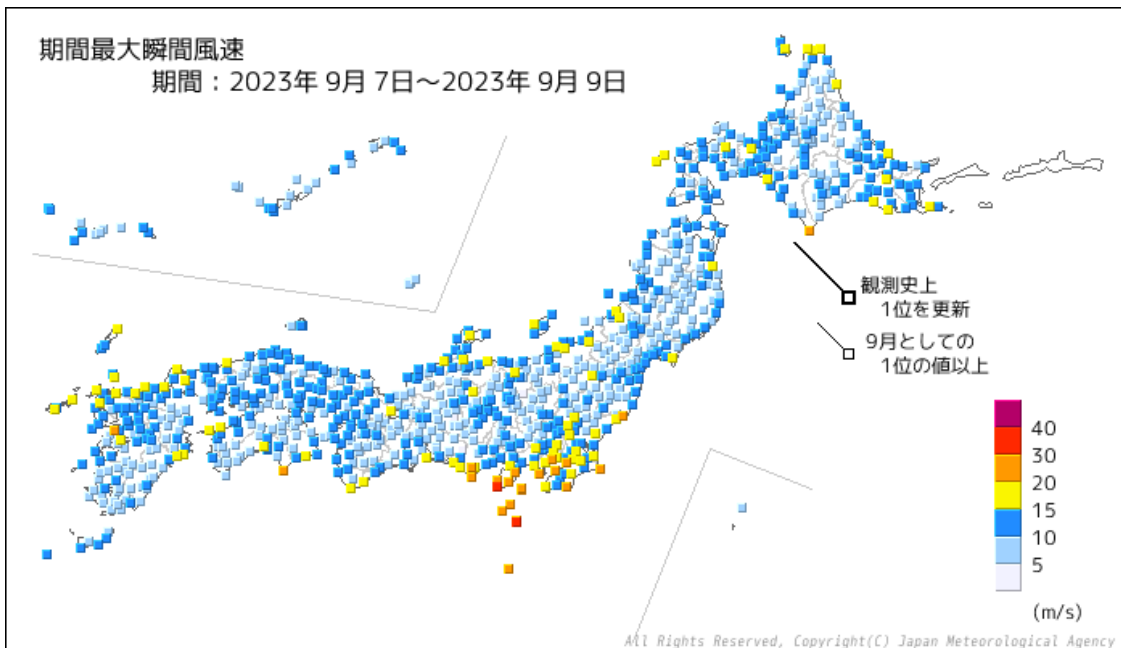 期間最大瞬間風速
期間：2023年 9月 7日～2023年 9月 9日
観測史上
1位を更新
9月としての
1位の値以上
40
30
20
15
10
5
(m/s)
All Rights Reserved, Copyright(C) Japan Meteorological Agency